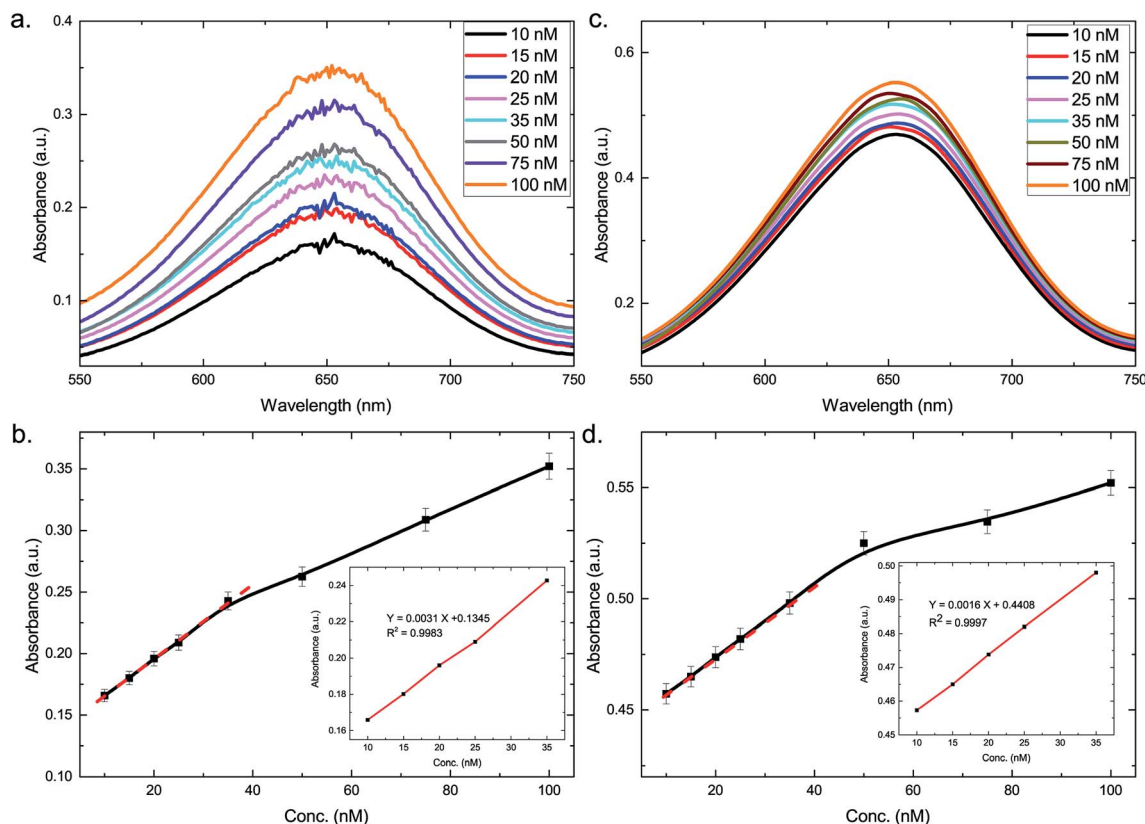 a.
0.4
0.3
0.2
0.1
Absorbance (a.u.)
550
600
650
700
750
Wavelength (nm)
10 nM
15 nM
20 nM
25 nM
35 nM
50 nM
75 nM
100 nM
c.
0.6
0.4
0.2
Absorbance (a.u.)
550
600
650
700
750
Wavelength (nm)
10 nM
15 nM
20 nM
25 nM
35 nM
50 nM
75 nM
100 nM
b.
0.35
0.30
0.25
0.20
0.15
0.10
Absorbance (a.u.)
20
40
60
80
100
Conc. (nM)
0.24
0.22
0.20
0.18
0.16
Absorbance (a.u.)
Y = 0.0031 X +0.1345
R² = 0.9983
10
15
20
25
30
35
Conc. (nM)
d.
0.55
0.50
0.45
Absorbance (a.u.)
20
40
60
80
100
Conc. (nM)
0.50
0.49
0.48
0.47
0.46
0.45
Absorbance (a.u.)
Y = 0.0016 X + 0.4408
R² = 0.9997
10
15
20
25
30
35
Conc. (nM)